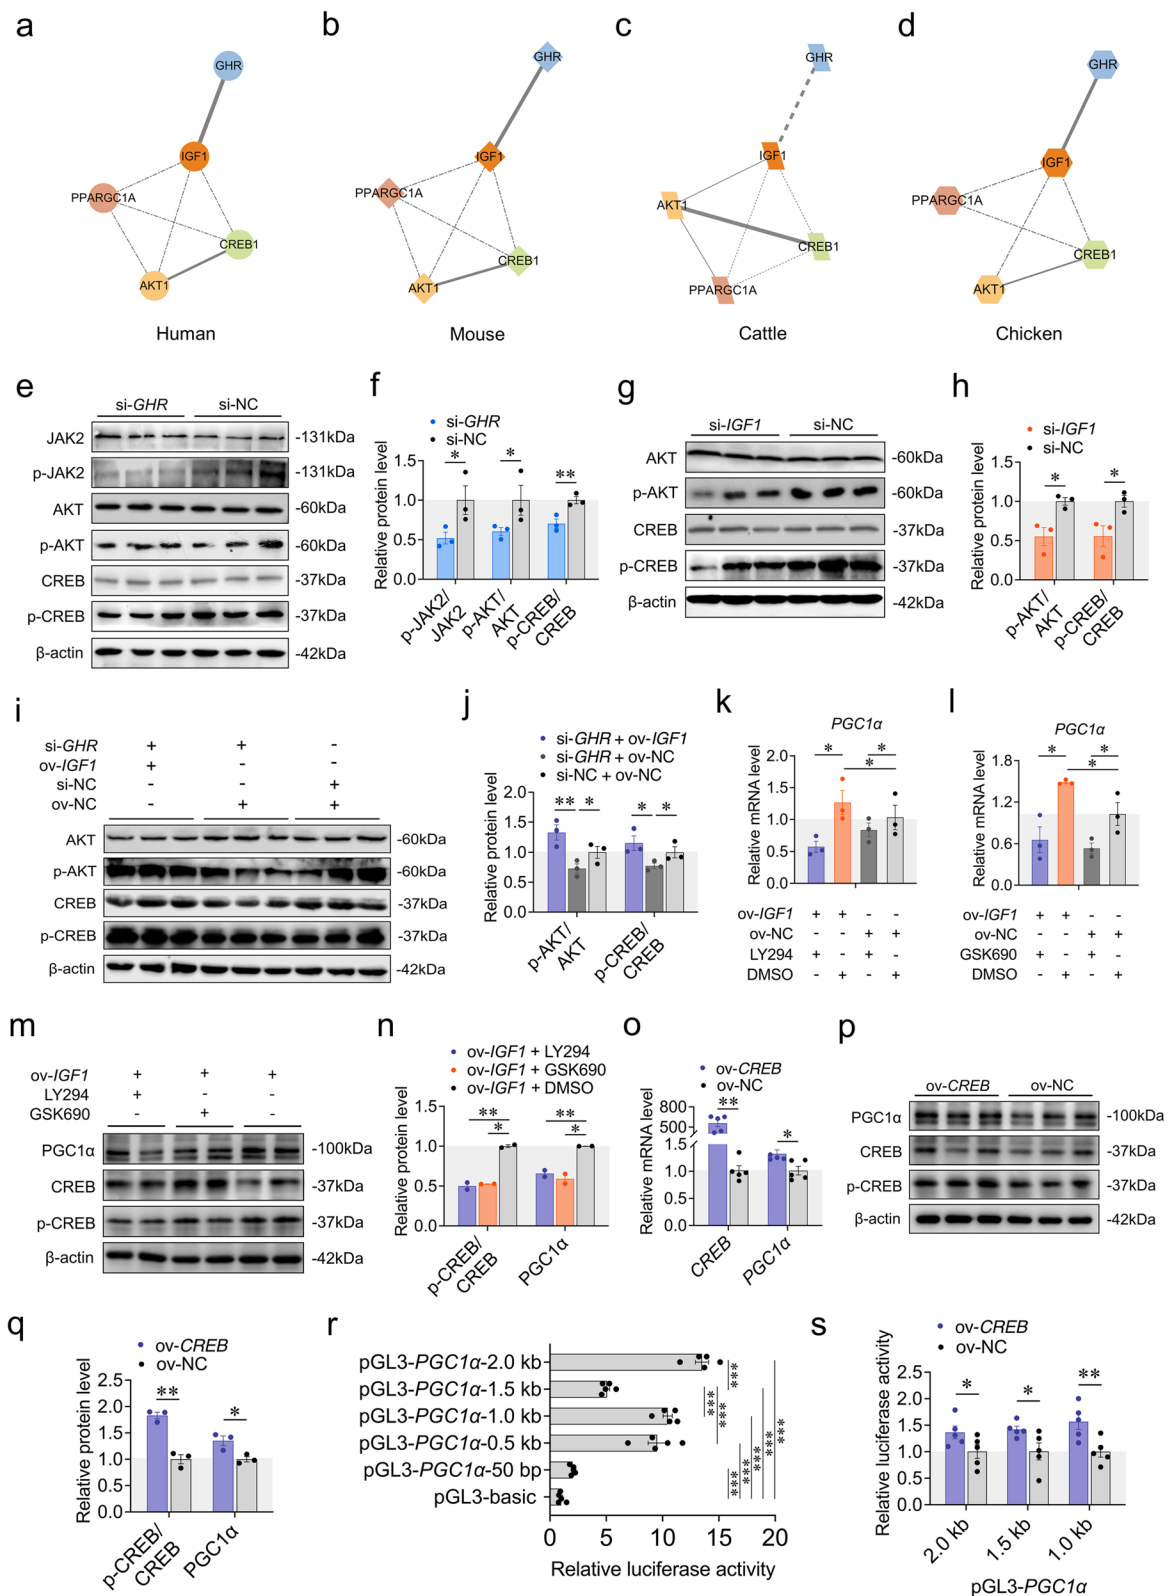 a
b
c
d
GHR
IGF1
PPARGC1A
CREB1
AKT1
Human
GHR
IGF1
PPARGC1A
CREB1
AKT1
Mouse
GHR
IGF1
AKT1
CREB1
PPARGC1A
Cattle
GHR
IGF1
PPARGC1A
CREB1
AKT1
Chicken
e
si-GHR si-NC
JAK2 -131kDa
p-JAK2 -131kDa
AKT -60kDa
p-AKT -60kDa
CREB -37kDa
p-CREB -37kDa
β-actin -42kDa
f
si-GHR
si-NC
Relative protein level
1.5
1.0
0.5
0.0
* * **
p-JAK2/
JAK2
p-AKT/
AKT
p-CREB/
CREB
g
si-IGF1 si-NC
AKT -60kDa
p-AKT -60kDa
CREB -37kDa
p-CREB -37kDa
β-actin -42kDa
h
si-IGF1
si-NC
Relative protein level
1.5
1.0
0.5
0.0
* *
p-AKT/
AKT
p-CREB/
CREB
i
si-GHR + + -
ov-IGF1 + - -
si-NC - - +
ov-NC - + +
AKT -60kDa
p-AKT -60kDa
CREB -37kDa
p-CREB -37kDa
β-actin -42kDa
j
si-GHR + ov-IGF1
si-GHR + ov-NC
si-NC + ov-NC
Relative protein level
2.0
1.5
1.0
0.5
0.0
** * * *
p-AKT/
AKT
p-CREB/
CREB
k
PGC1α
Relative mRNA level
2.0
1.5
1.0
0.5
0.0
* * *
ov-IGF1 + + - -
ov-NC - - + +
LY294 + - + -
DMSO - + - +
l
PGC1α
Relative mRNA level
1.8
1.2
0.6
0.0
* * *
ov-IGF1 + + - -
ov-NC - - + +
GSK690 + - + -
DMSO - + - +
m
ov-IGF1 + + +
LY294 + - -
GSK690 - + -
PGC1α -100kDa
CREB -37kDa
p-CREB -37kDa
β-actin -42kDa
n
ov-IGF1 + LY294
ov-IGF1 + GSK690
ov-IGF1 + DMSO
Relative protein level
1.5
1.0
0.5
0.0
** * ** *
p-CREB/
CREB
PGC1α
o
ov-CREB
ov-NC
Relative mRNA level
800
500
1.5
1.0
0.5
0.0
** *
CREB
PGC1α
p
ov-CREB ov-NC
PGC1α -100kDa
CREB -37kDa
p-CREB -37kDa
β-actin -42kDa
q
ov-CREB
ov-NC
Relative protein level
2.5
2.0
1.5
1.0
0.5
0.0
** *
p-CREB/
CREB
PGC1α
r
pGL3-PGC1α-2.0 kb
pGL3-PGC1α-1.5 kb
pGL3-PGC1α-1.0 kb
pGL3-PGC1α-0.5 kb
pGL3-PGC1α-50 bp
pGL3-basic
*** *** *** *** *** *** *** ***
0 5 10 15 20
Relative luciferase activity
s
ov-CREB
ov-NC
Relative luciferase activity
2.5
2.0
1.5
1.0
0.5
0.0
* * **
2.0 kb
1.5 kb
1.0 kb
pGL3-PGC1α